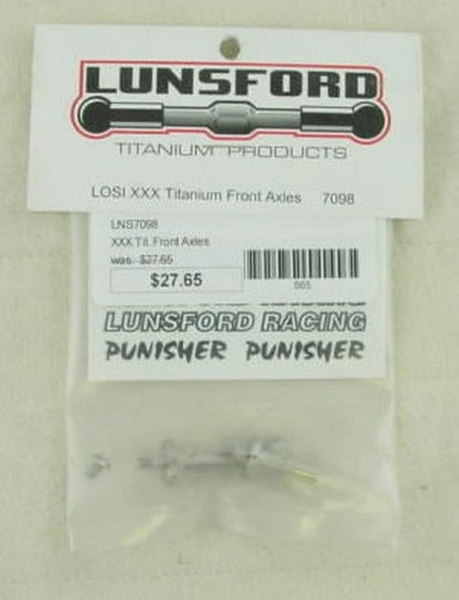 LUNSFORD
TITANIUM PRODUCTS
LOSI XXX Titanium Front Axles 7098
LNS7098
XXX Tit. Front Axles
was $27.65
$27.65
565
LUNSFORD RACING
PUNISHER PUNISHER